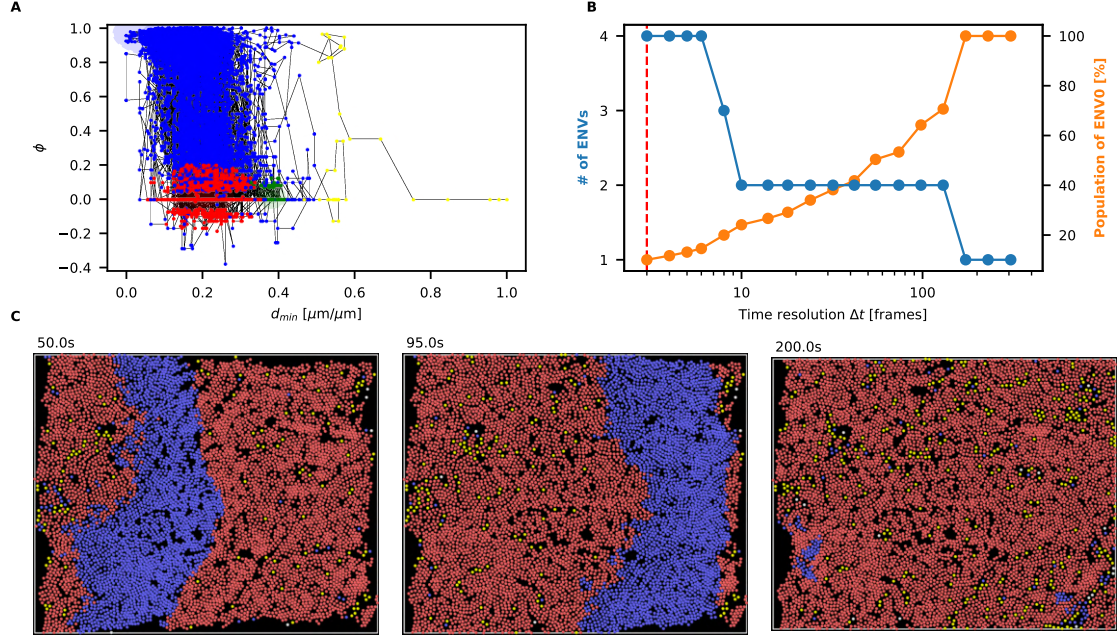 A
1.0
0.8
0.6
0.4
0.2
0.0
−0.2
−0.4
ϕ
0.0 0.2 0.4 0.6 0.8 1.0
d_min [μm/μm]
B
4
3
2
1
# of ENVs
100
80
60
40
20
Population of ENV0 [%]
10 100
Time resolution Δt [frames]
C
50.0s
95.0s
200.0s